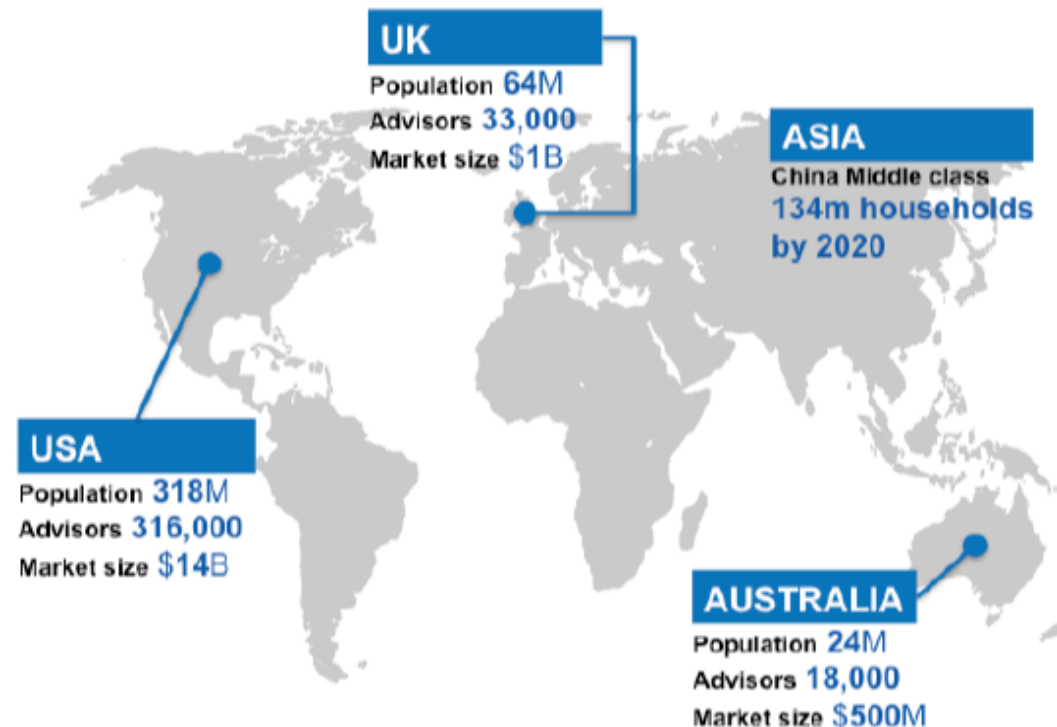 UK
Population 64M
Advisors 33,000
Market size $1B
ASIA
China Middle class
134m households
by 2020
USA
Population 318M
Advisors 316,000
Market size $14B
AUSTRALIA
Population 24M
Advisors 18,000
Market size $500M